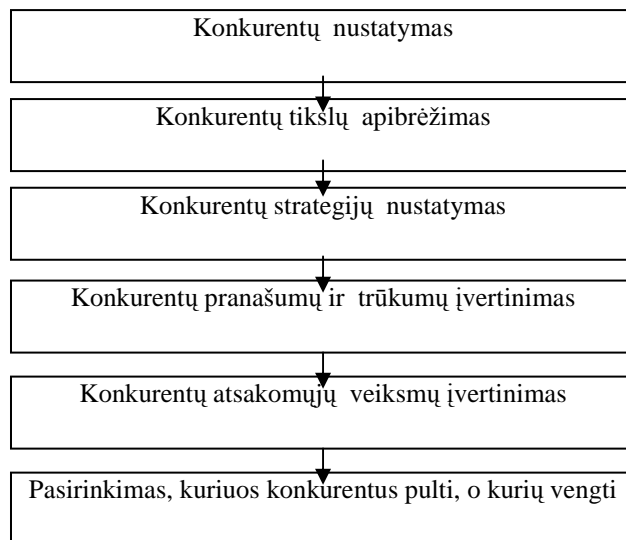 Konkurentų nustatymas
Konkurentų tikslų apibrėžimas
Konkurentų strategijų nustatymas
Konkurentų pranašumų ir trūkumų įvertinimas
Konkurentų atsakomųjų veiksmų įvertinimas
Pasirinkimas, kuriuos konkurentus pulti, o kurių vengti